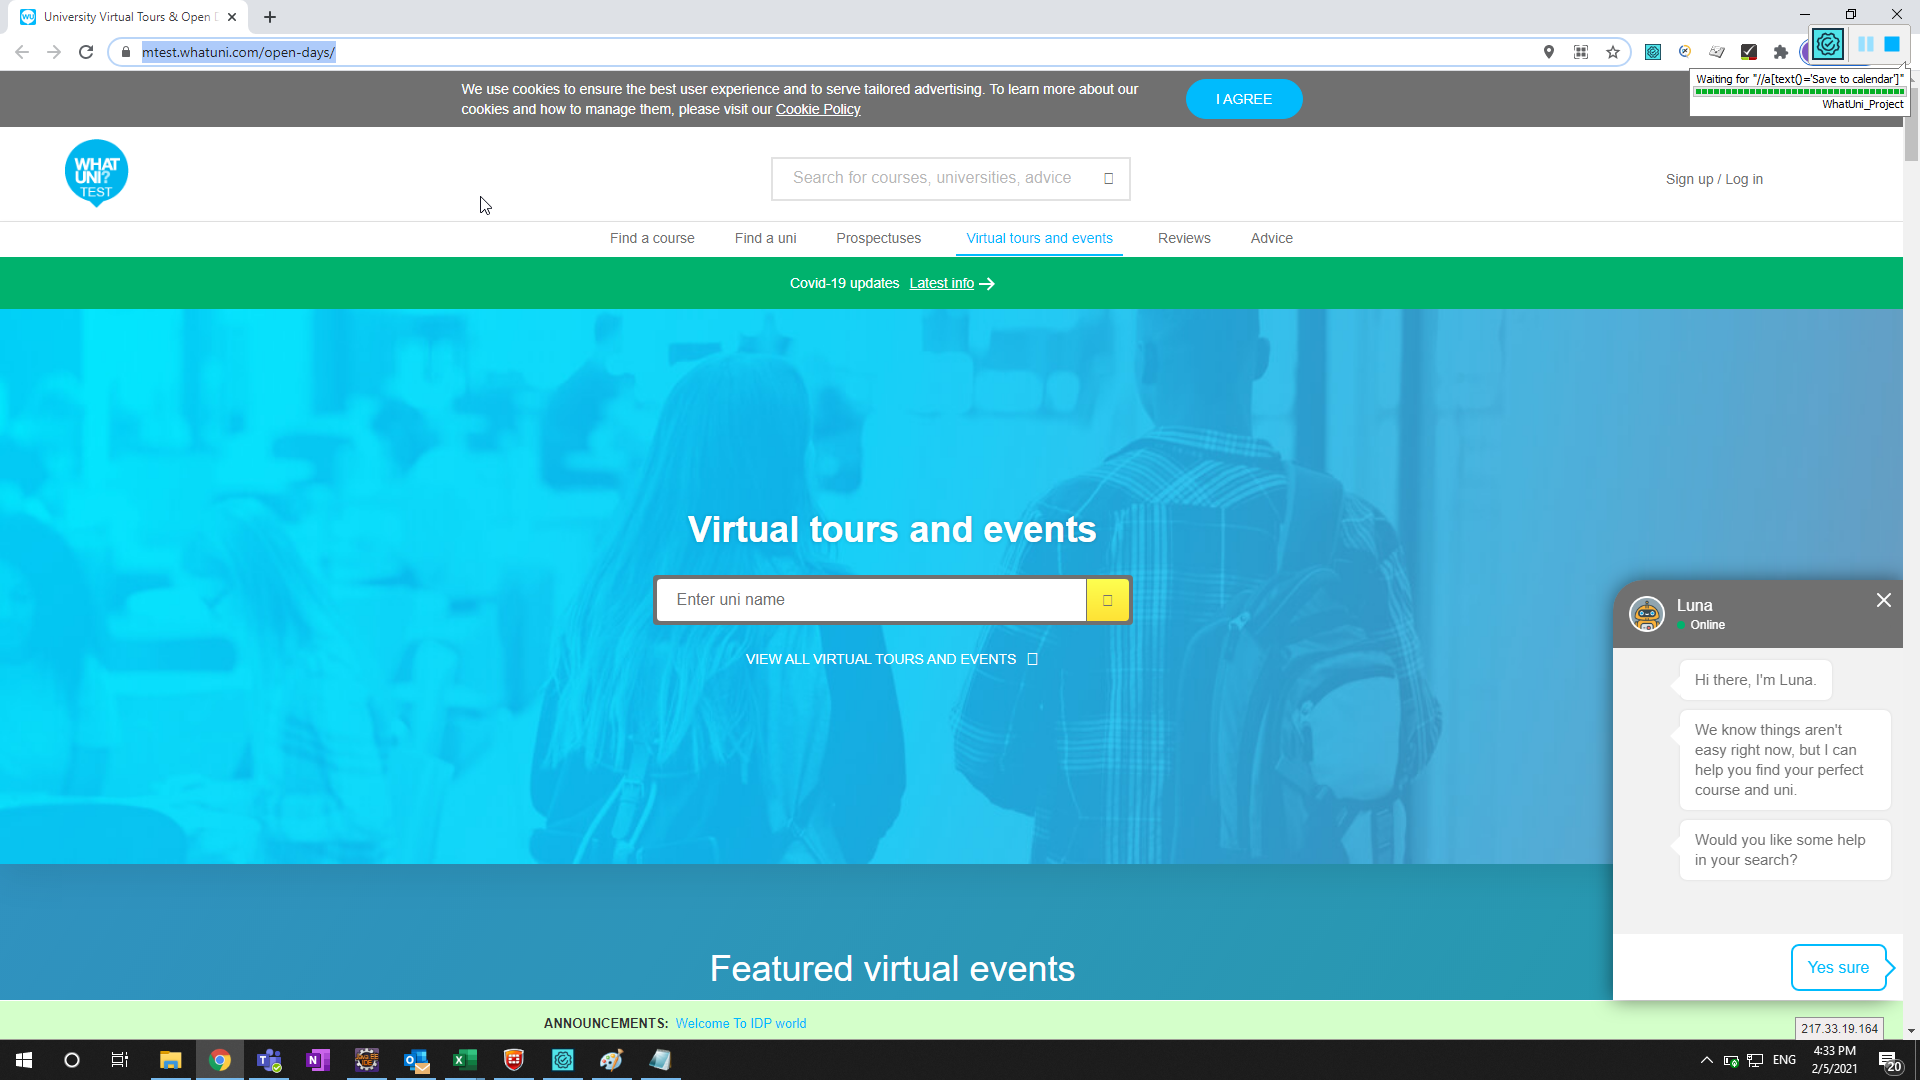 University Virtual Tours & Open
mtest.whatuni.com/open-days/
Waiting for "//a[text()='Save to calendar']"
WhatUni_Project
We use cookies to ensure the best user experience and to serve tailored advertising. To learn more about our
cookies and how to manage them, please visit our Cookie Policy
I AGREE
WHAT
UNI?
TEST
Search for courses, universities, advice
Sign up / Log in
Find a course
Find a uni
Prospectuses
Virtual tours and events
Reviews
Advice
Covid-19 updates Latest info
Virtual tours and events
Enter uni name
VIEW ALL VIRTUAL TOURS AND EVENTS
Luna
Online
Hi there, I'm Luna.
We know things aren't
easy right now, but I can
help you find your perfect
course and uni.
Would you like some help
in your search?
Yes sure
Featured virtual events
ANNOUNCEMENTS: Welcome To IDP world
217.33.19.164
ENG
4:33 PM
2/5/2021
20